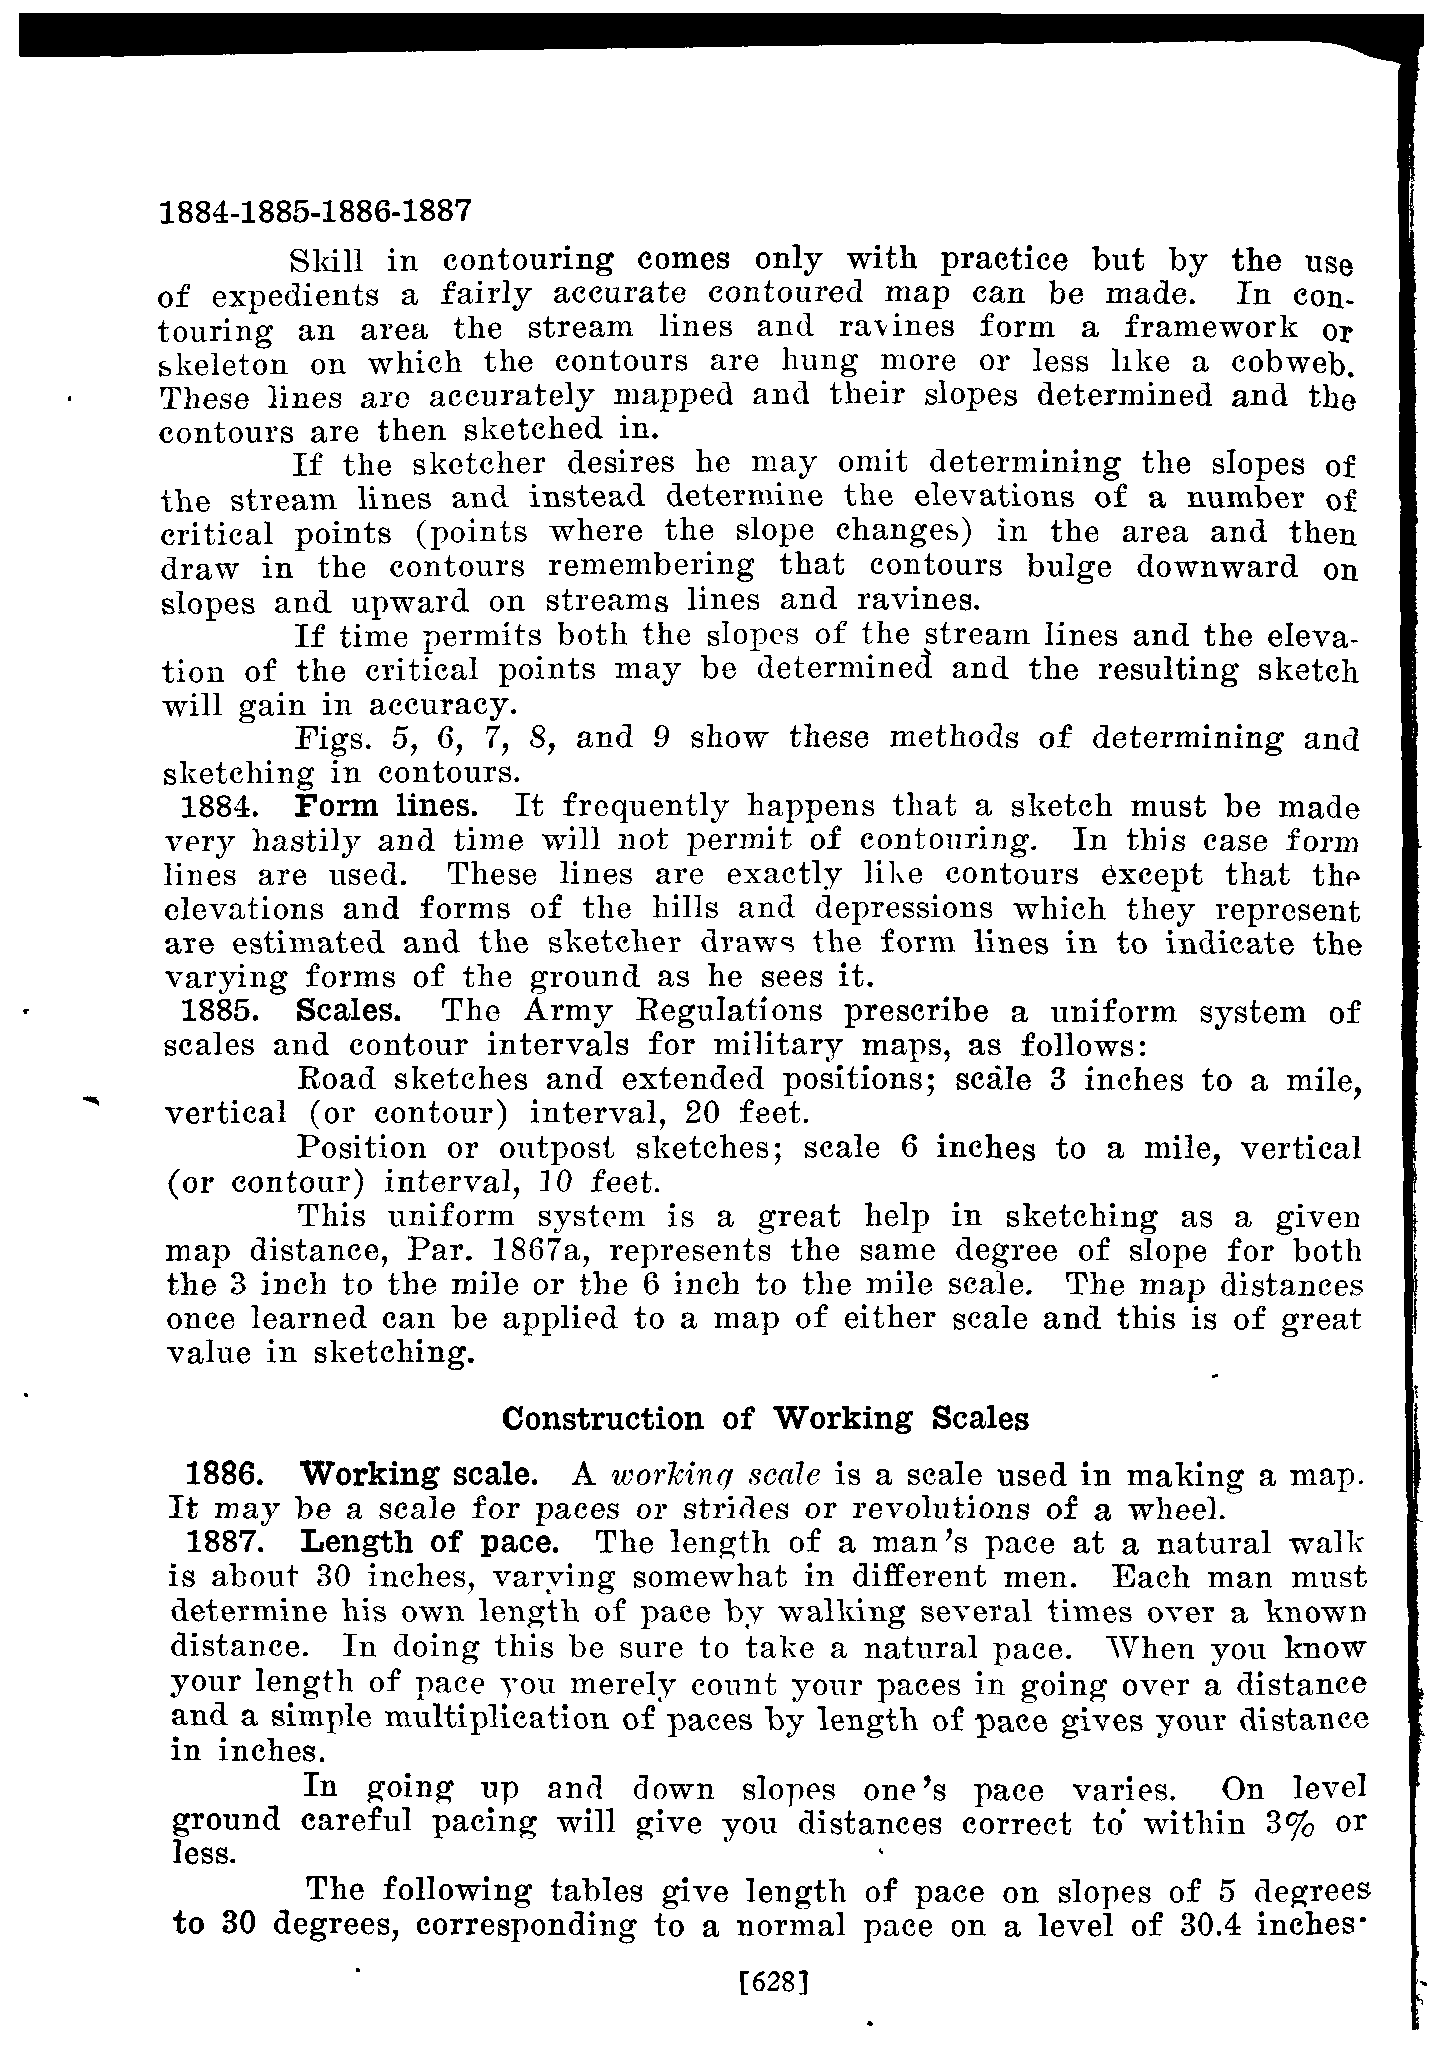 1884-1885-1886-1887
Skill in contouring comes only with practice but by the use
of expedients a fairly accurate contoured map can be made. In con-
touring an area the stream lines and ravines form a framework or
skeleton on which the contours are hung more or less like a cobweb.
These lines are accurately mapped and their slopes determined and the
contours are then sketched in.
If the sketcher desires he may omit determining the slopes of
the stream lines and instead determine the elevations of a number of
critical points (points where the slope changes) in the area and then
draw in the contours remembering that contours bulge downward on
slopes and upward on streams lines and ravines.
If time permits both the slopes of the stream lines and the eleva-
tion of the critical points may be determined and the resulting sketch
will gain in accuracy.
Figs. 5, 6, 7, 8, and 9 show these methods of determining and
sketching in contours.
1884. Form lines. It frequently happens that a sketch must be made
very hastily and time will not permit of contouring. In this case form
lines are used. These lines are exactly like contours except that the
elevations and forms of the hills and depressions which they represent
are estimated and the sketcher draws the form lines in to indicate the
varying forms of the ground as he sees it.
1885. Scales. The Army Regulations prescribe a uniform system of
scales and contour intervals for military maps, as follows:
Road sketches and extended positions; scale 3 inches to a mile,
vertical (or contour) interval, 20 feet.
Position or outpost sketches; scale 6 inches to a mile, vertical
(or contour) interval, 10 feet.
This uniform system is a great help in sketching as a given
map distance, Par. 1867a, represents the same degree of slope for both
the 3 inch to the mile or the 6 inch to the mile scale. The map distances
once learned can be applied to a map of either scale and this is of great
value in sketching.
Construction of Working Scales
1886. Working scale. A working scale is a scale used in making a map.
It may be a scale for paces or strides or revolutions of a wheel.
1887. Length of pace. The length of a man's pace at a natural walk
is about 30 inches, varying somewhat in different men. Each man must
determine his own length of pace by walking several times over a known
distance. In doing this be sure to take a natural pace. When you know
your length of pace you merely count your paces in going over a distance
and a simple multiplication of paces by length of pace gives your distance
in inches.
In going up and down slopes one's pace varies. On level
ground careful pacing will give you distances correct to within 3% or
less.
The following tables give length of pace on slopes of 5 degrees
to 30 degrees, corresponding to a normal pace on a level of 30.4 inches·
[628]